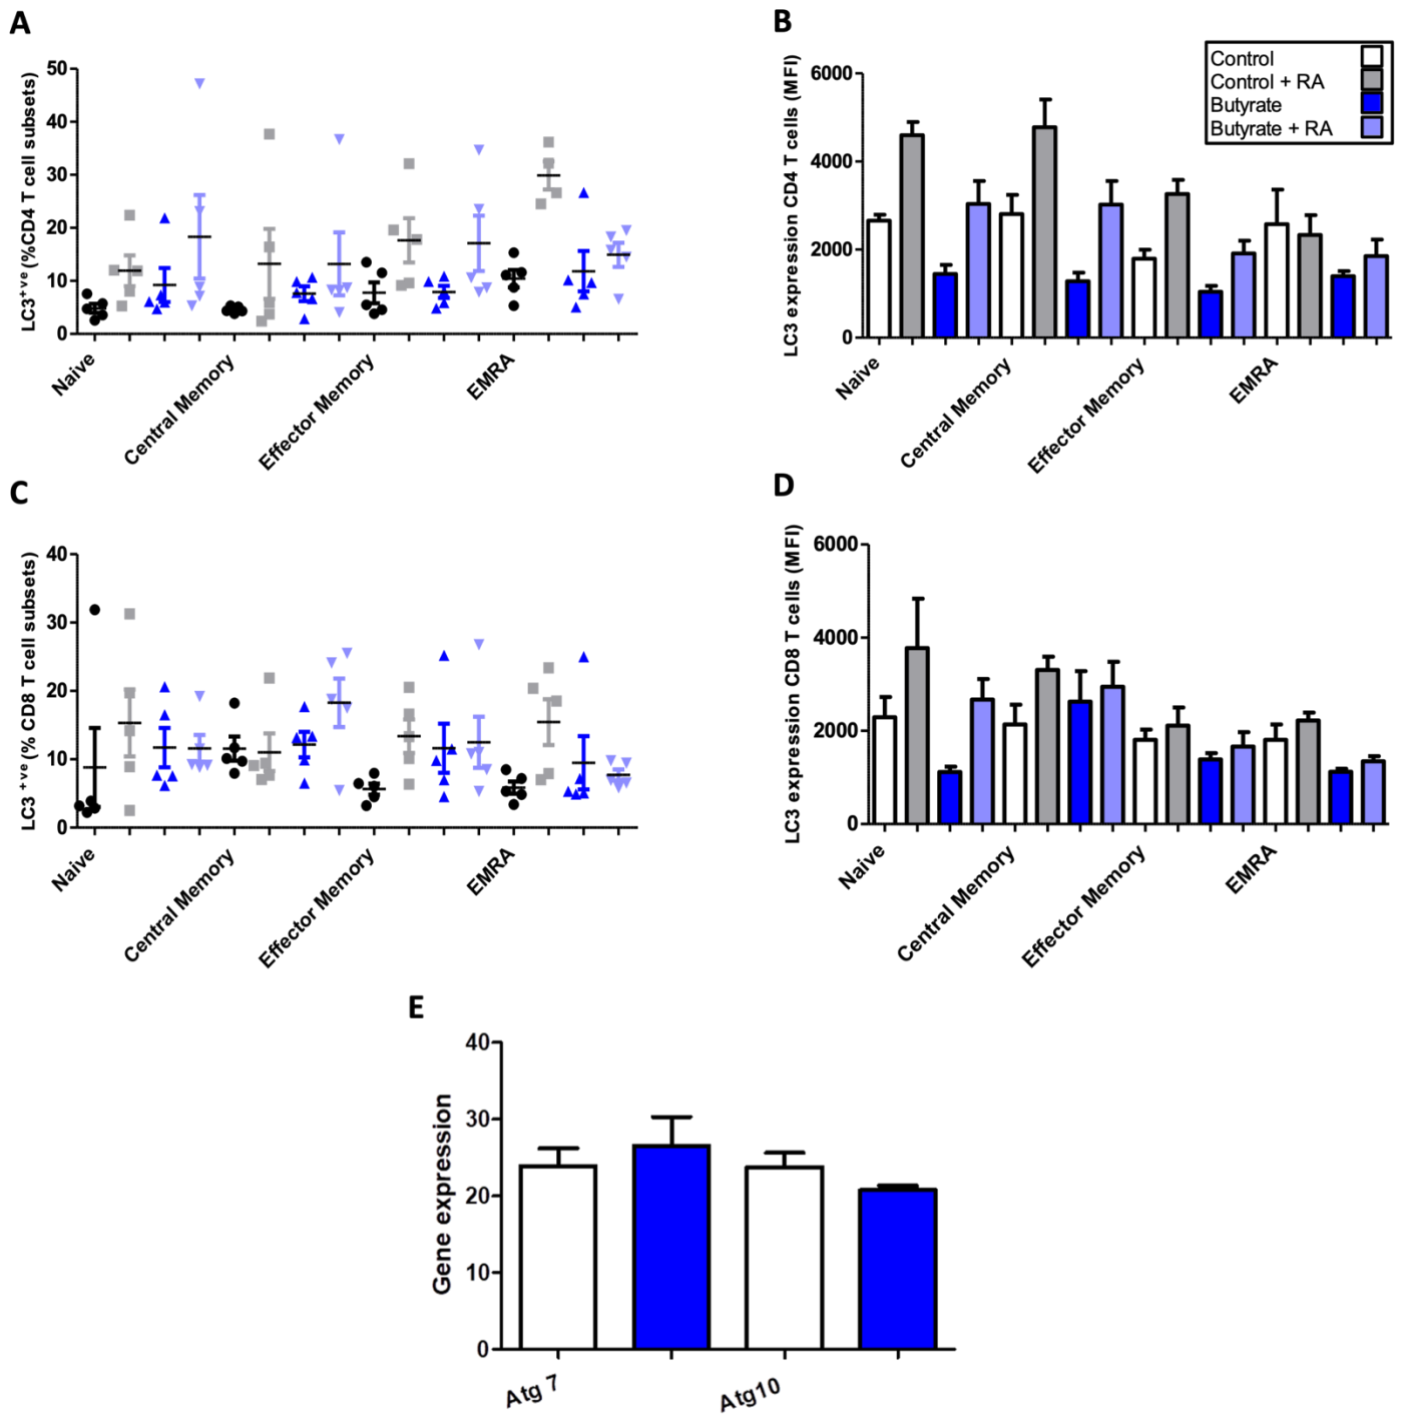 A
LC3+ve (%CD4 T cell subsets)
50
40
30
20
10
0
Naive
Central Memory
Effector Memory
EMRA
B
LC3 expression CD4 T cells (MFI)
6000
4000
2000
0
Control
Control + RA
Butyrate
Butyrate + RA
Naive
Central Memory
Effector Memory
EMRA
C
LC3 +ve (% CD8 T cell subsets)
40
30
20
10
0
Naive
Central Memory
Effector Memory
EMRA
D
LC3 expression CD8 T cells (MFI)
6000
4000
2000
0
Naive
Central Memory
Effector Memory
EMRA
E
Gene expression
40
30
20
10
0
Atg 7
Atg10